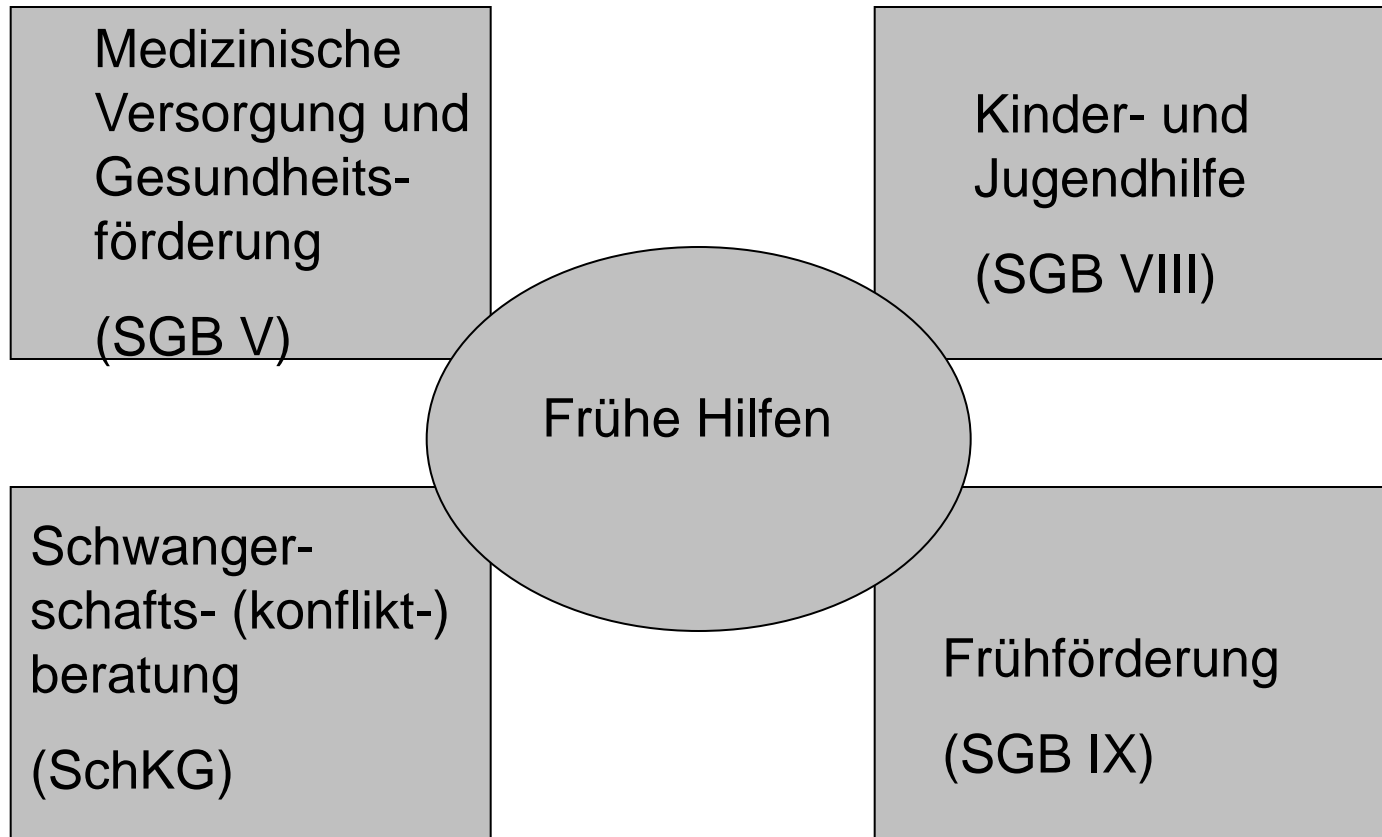 Medizinische
Versorgung und
Gesundheits-
förderung
(SGB V)
Kinder- und
Jugendhilfe
(SGB VIII)
Frühe Hilfen
Schwanger-
schafts- (konflikt-)
beratung
(SchKG)
Frühförderung
(SGB IX)